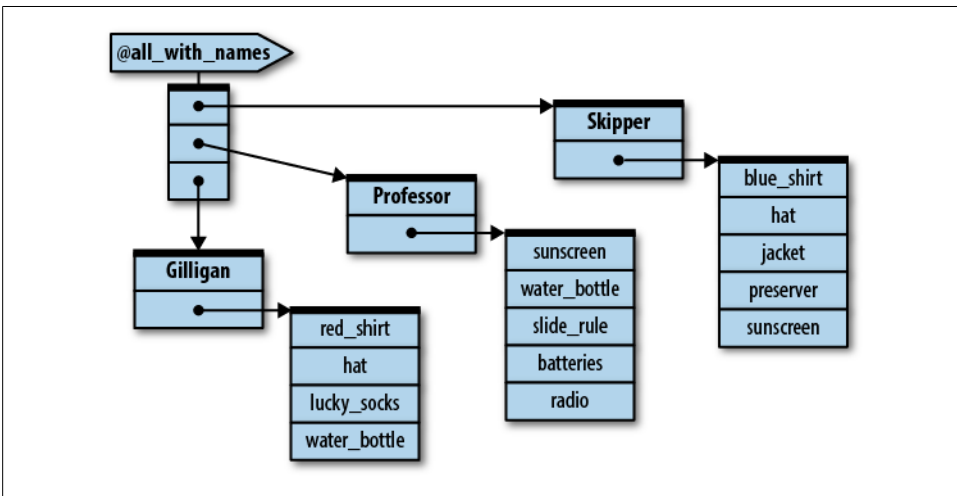 @all_with_names
Skipper
blue_shirt
hat
jacket
preserver
sunscreen
Professor
sunscreen
water_bottle
slide_rule
batteries
radio
Gilligan
red_shirt
hat
lucky_socks
water_bottle